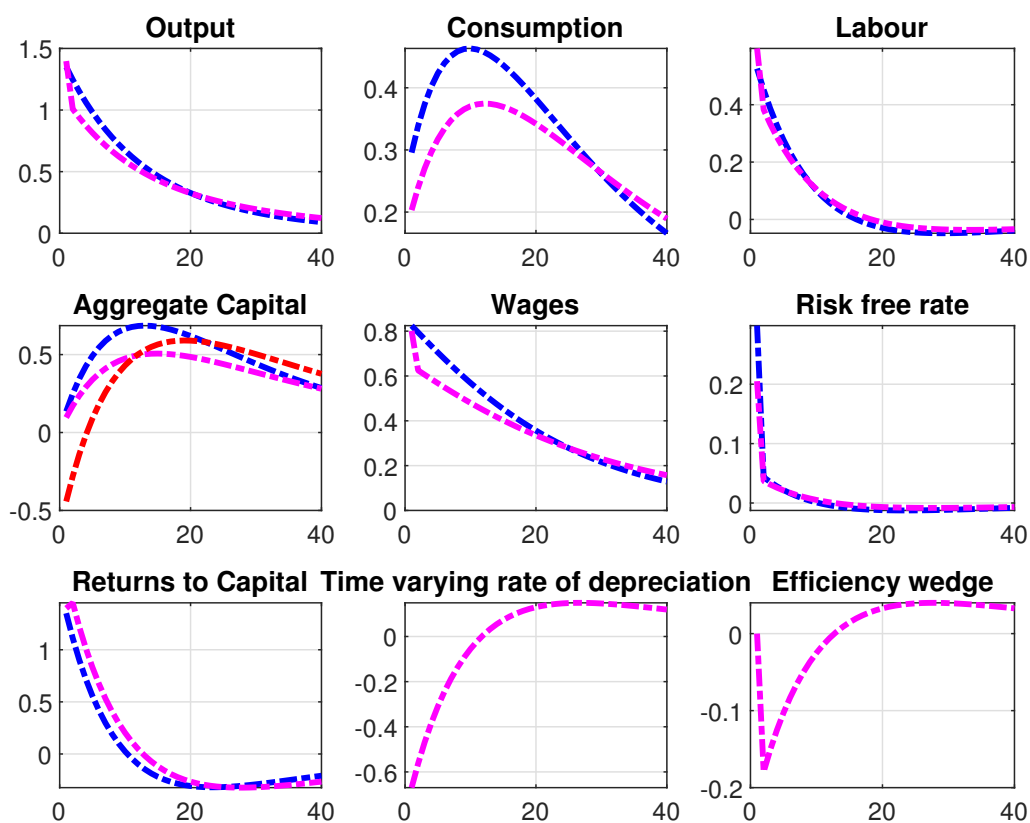 Output
1.5
1
0.5
0
0 20 40
Consumption
0.4
0.3
0.2
0 20 40
Labour
0.4
0.2
0
0 20 40
Aggregate Capital
0.5
0
-0.5
0 20 40
Wages
0.8
0.6
0.4
0.2
0
0 20 40
Risk free rate
0.2
0.1
0
0 20 40
Returns to Capital
1
0.5
0
0 20 40
Time varying rate of depreciation
0
-0.2
-0.4
-0.6
0 20 40
Efficiency wedge
0
-0.1
-0.2
0 20 40